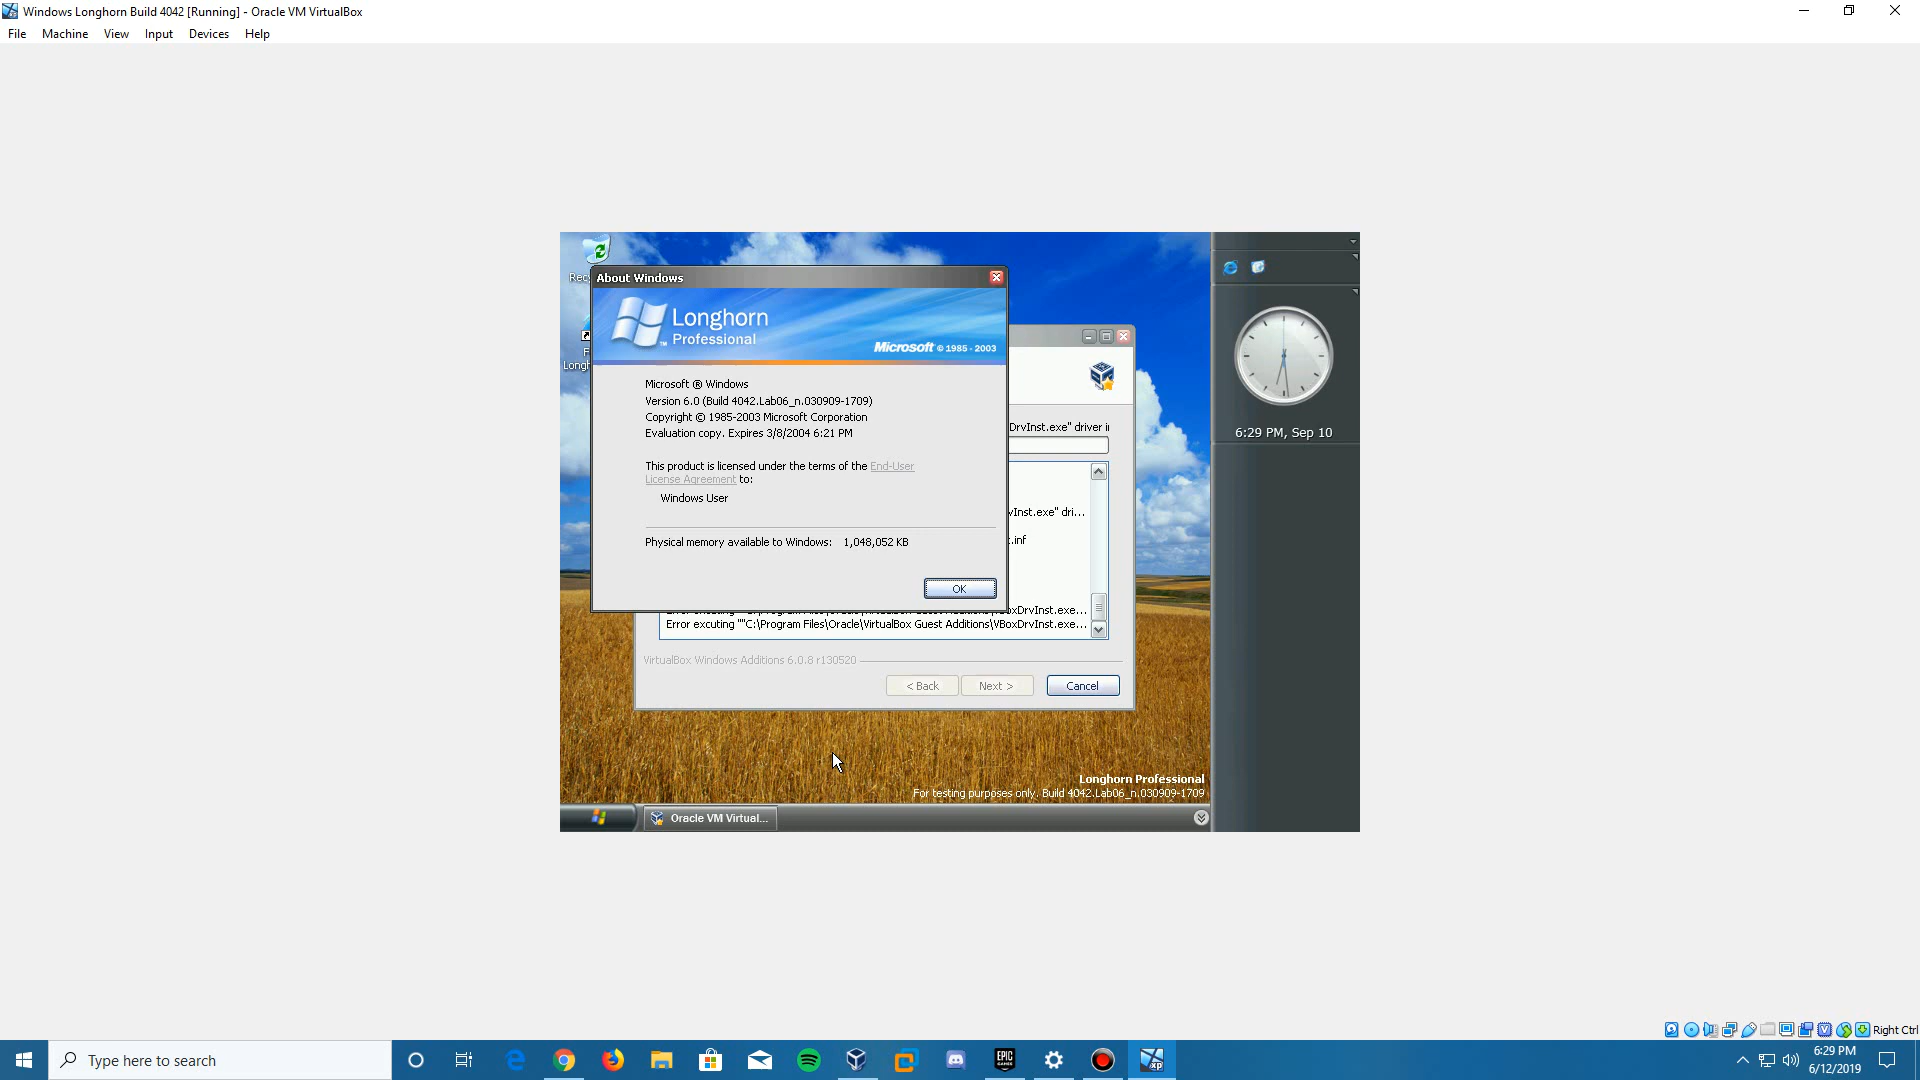 Windows Longhorn Build 4042 [Running] - Oracle VM VirtualBox
File Machine View Input Devices Help
About Windows
Longhorn
Professional
Microsoft © 1985 - 2003
Microsoft ® Windows
Version 6.0 (Build 4042.Lab06_n.030909-1709)
Copyright © 1985-2003 Microsoft Corporation
Evaluation copy. Expires 3/8/2004 6:21 PM
This product is licensed under the terms of the End-User
License Agreement to:
Windows User
Physical memory available to Windows: 1,048,052 KB
OK
DrvInst.exe" driver
vInst.exe" dri...
.inf
oxDrvInst.exe...
Error excuting ""C:\Program Files\Oracle\VirtualBox Guest Additions\VBoxDrvInst.exe...
VirtualBox Windows Additions 6.0.8 r130520
< Back Next > Cancel
6:29 PM, Sep 10
Longhorn Professional
For testing purposes only. Build 4042.Lab06_n.030909-1709
Oracle VM Virtual...
Right Ctrl
Type here to search
EPIC
GAMES
XP
6:29 PM
6/12/2019